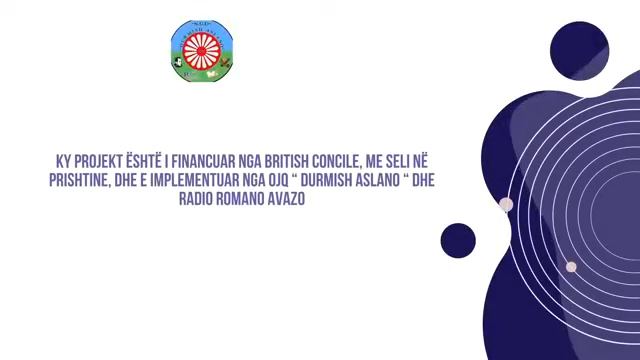 KY PROJEKT ËSHTË I FINANCUAR NGA BRITISH CONCILE, ME SELI NË
PRISHTINE, DHE E IMPLEMENTUAR NGA OJQ “ DURMISH ASLANO “ DHE
RADIO ROMANO AVAZO